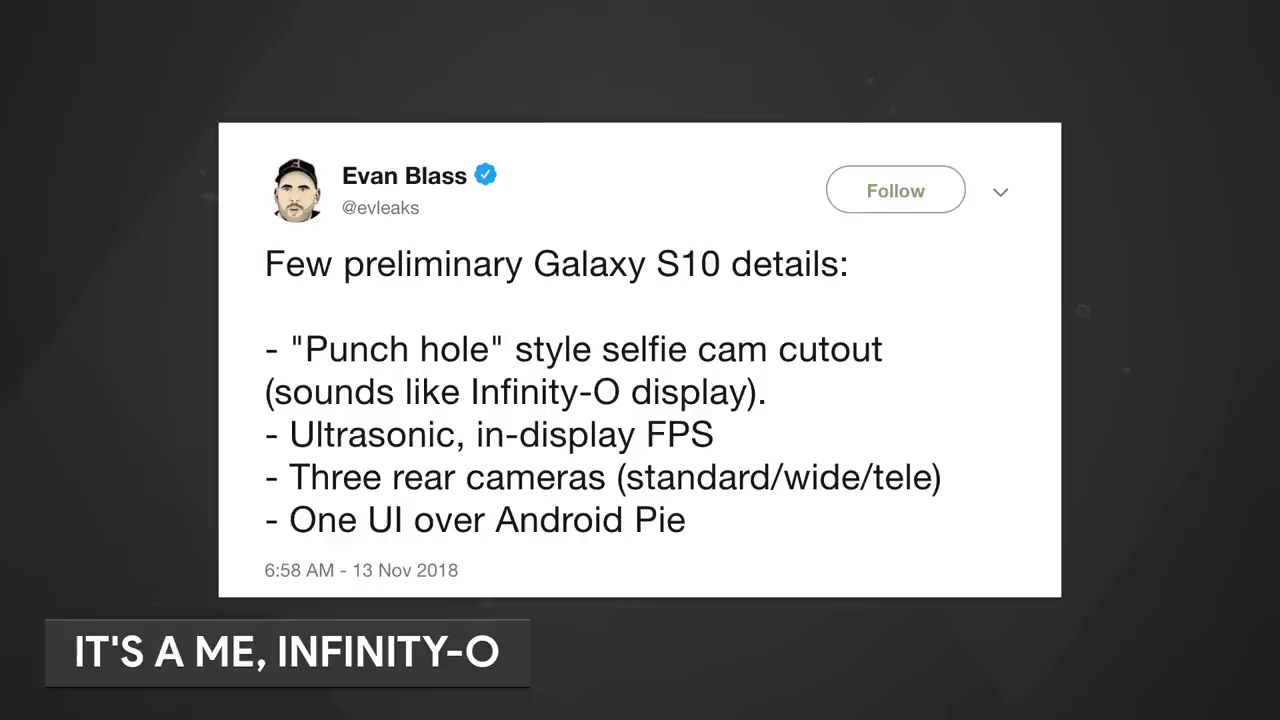 Evan Blass
@evleaks
Follow
Few preliminary Galaxy S10 details:
- "Punch hole" style selfie cam cutout
(sounds like Infinity-O display).
- Ultrasonic, in-display FPS
- Three rear cameras (standard/wide/tele)
- One UI over Android Pie
6:58 AM - 13 Nov 2018
IT'S A ME, INFINITY-O